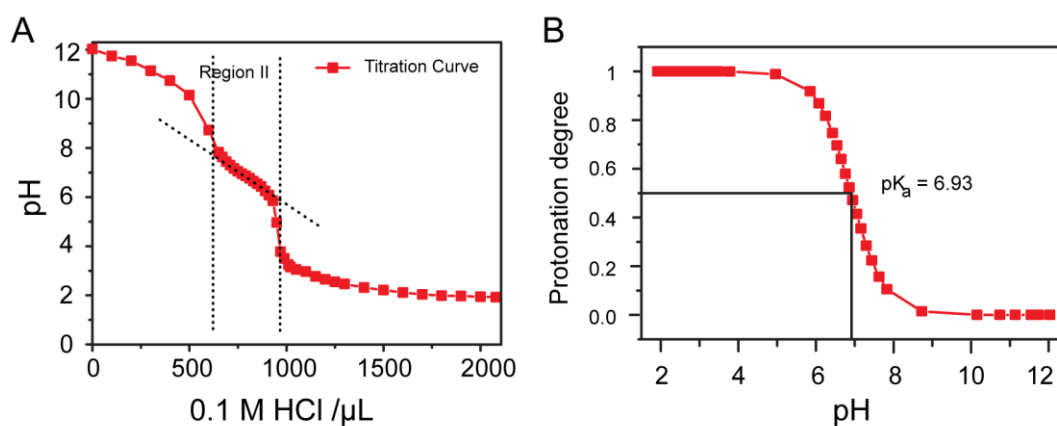 A
12
10
8
6
4
2
0
pH
Region II
Titration Curve
0 500 1000 1500 2000
0.1 M HCl /µL
B
1
0.8
0.6
0.4
0.2
0.0
Protonation degree
pKa = 6.93
2 4 6 8 10 12
pH